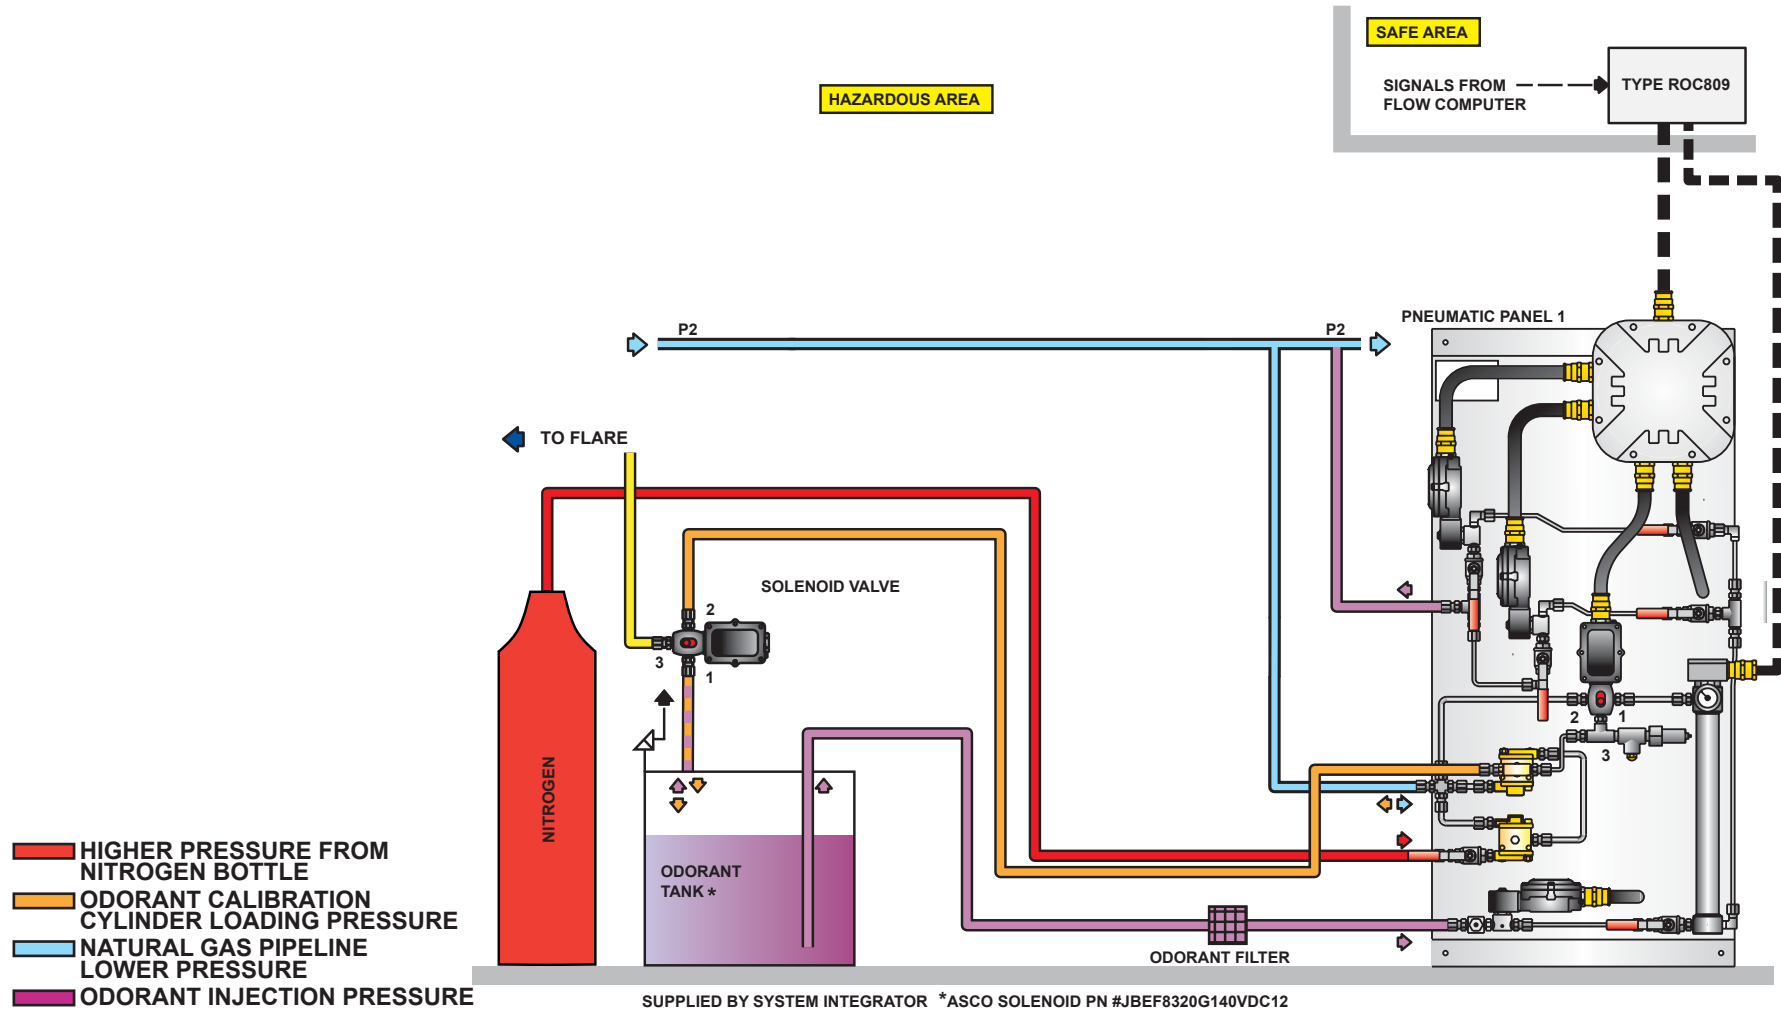 SAFE AREA
HAZARDOUS AREA
SIGNALS FROM
FLOW COMPUTER
TYPE ROC809
PNEUMATIC PANEL 1
P2
P2
TO FLARE
SOLENOID VALVE
2
3
1
2
1
3
NITROGEN
ODORANT
TANK *
ODORANT FILTER
HIGHER PRESSURE FROM
NITROGEN BOTTLE
ODORANT CALIBRATION
CYLINDER LOADING PRESSURE
NATURAL GAS PIPELINE
LOWER PRESSURE
ODORANT INJECTION PRESSURE
SUPPLIED BY SYSTEM INTEGRATOR *ASCO SOLENOID PN #JBEF8320G140VDC12